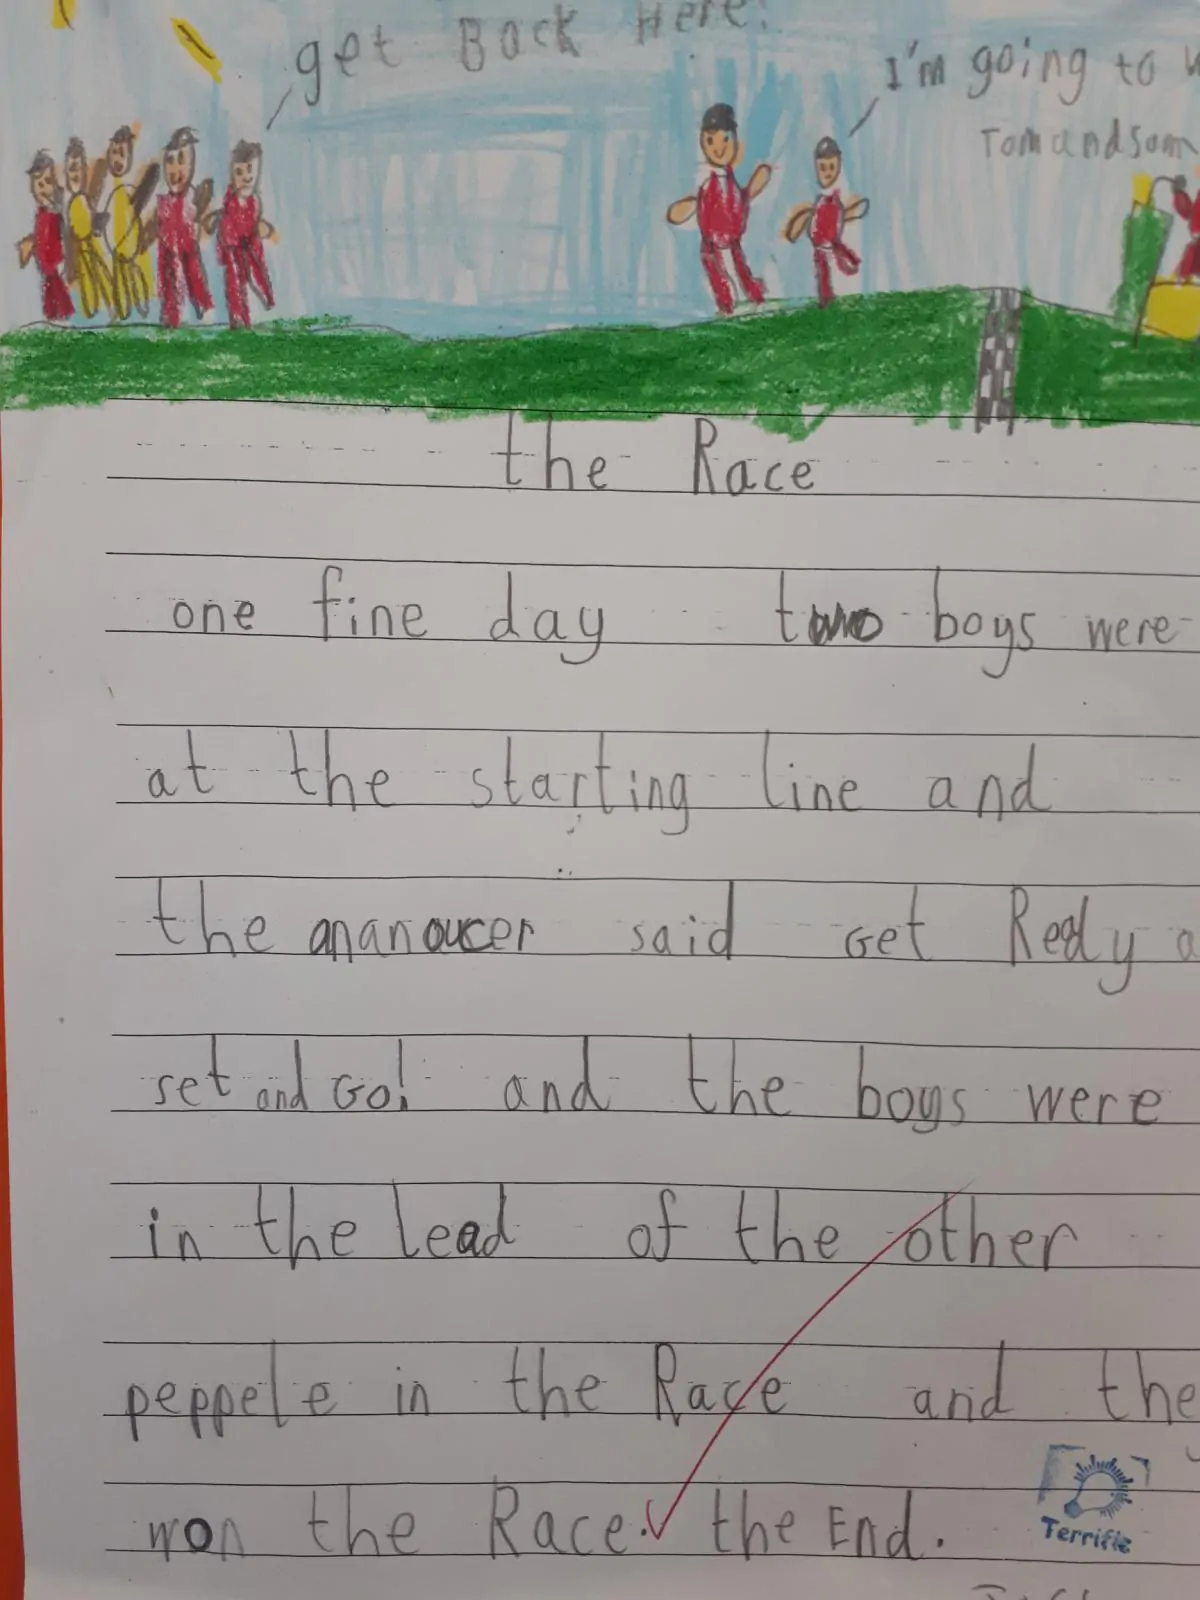 get Back Here!
I'm going to
Tom and Sam
the Race
one fine day two boys were
at the starting line and
the ananoucer said Get Redy
set and Go! and the boys were
in the lead of the other
peppele in the Race and the
won the Race. the End.
Terrific